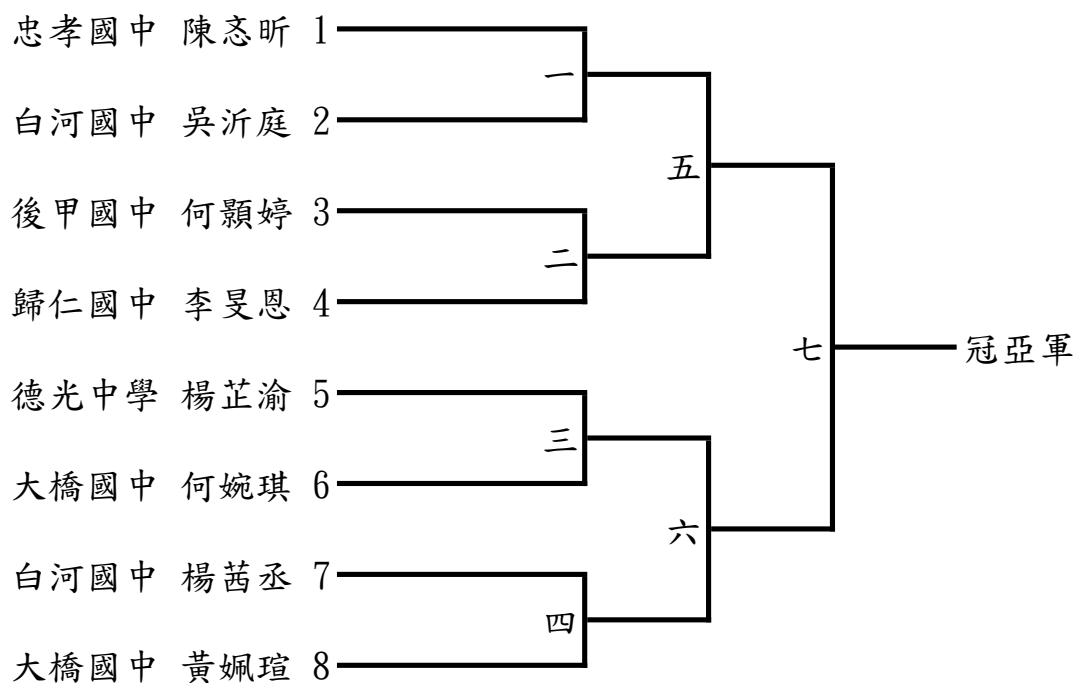 忠孝國中 陳忞昕 1
一
白河國中 吳沂庭 2
五
後甲國中 何顥婷 3
二
歸仁國中 李旻恩 4
七
冠亞軍
德光中學 楊芷渝 5
三
大橋國中 何婉琪 6
六
白河國中 楊茜丞 7
四
大橋國中 黃姵瑄 8